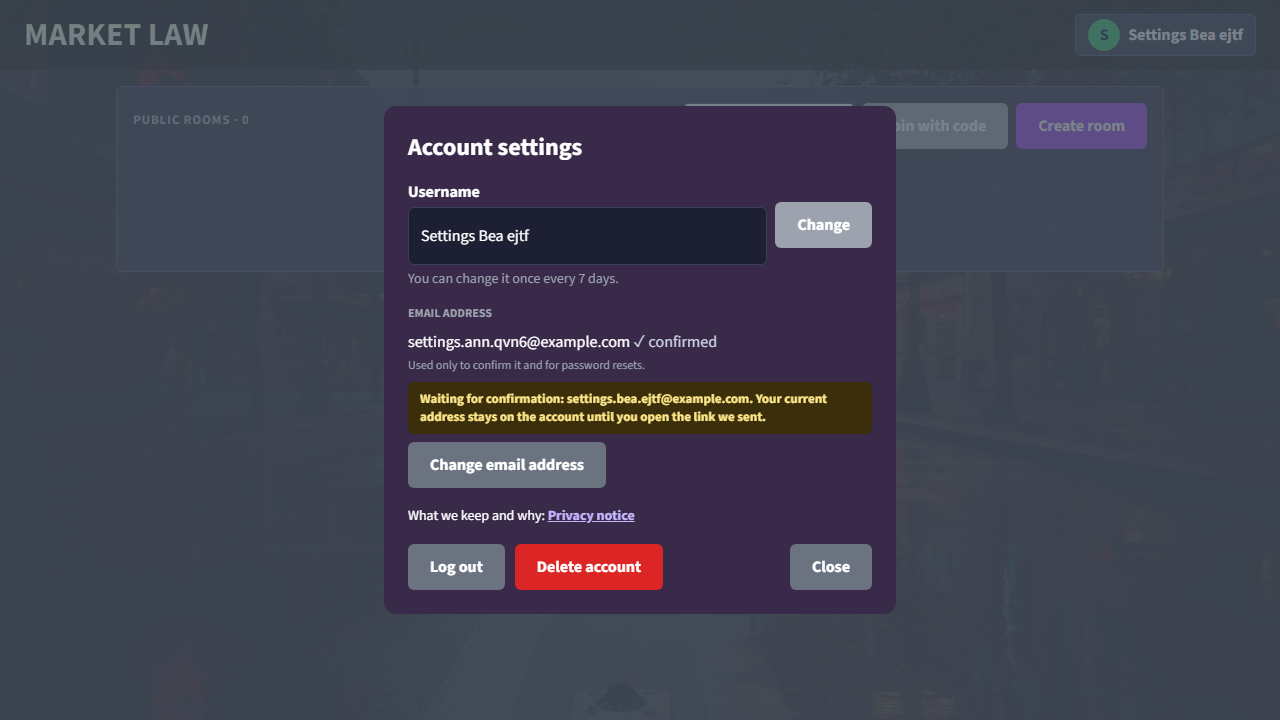 MARKET LAW
S Settings Bea ejtf
PUBLIC ROOMS · 0
with code
Create room
Account settings
Username
Settings Bea ejtf
Change
You can change it once every 7 days.
EMAIL ADDRESS
settings.ann.qvn6@example.com ✓ confirmed
Used only to confirm it and for password resets.
Waiting for confirmation: settings.bea.ejtf@example.com. Your current
address stays on the account until you open the link we sent.
Change email address
What we keep and why: Privacy notice
Log out
Delete account
Close